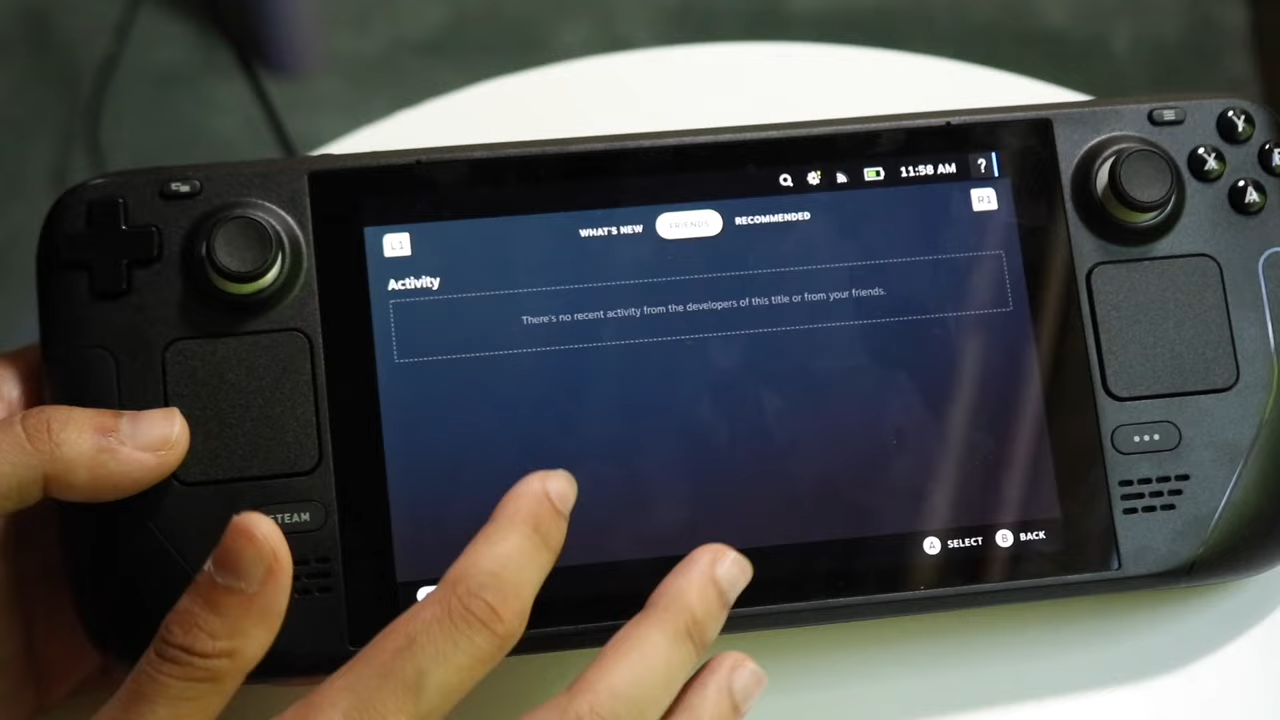 11:58 AM ?
L1 WHAT'S NEW FRIENDS RECOMMENDED R1
Activity
There's no recent activity from the developers of this title or from your friends.
A SELECT B BACK
STEAM
Y
X
A